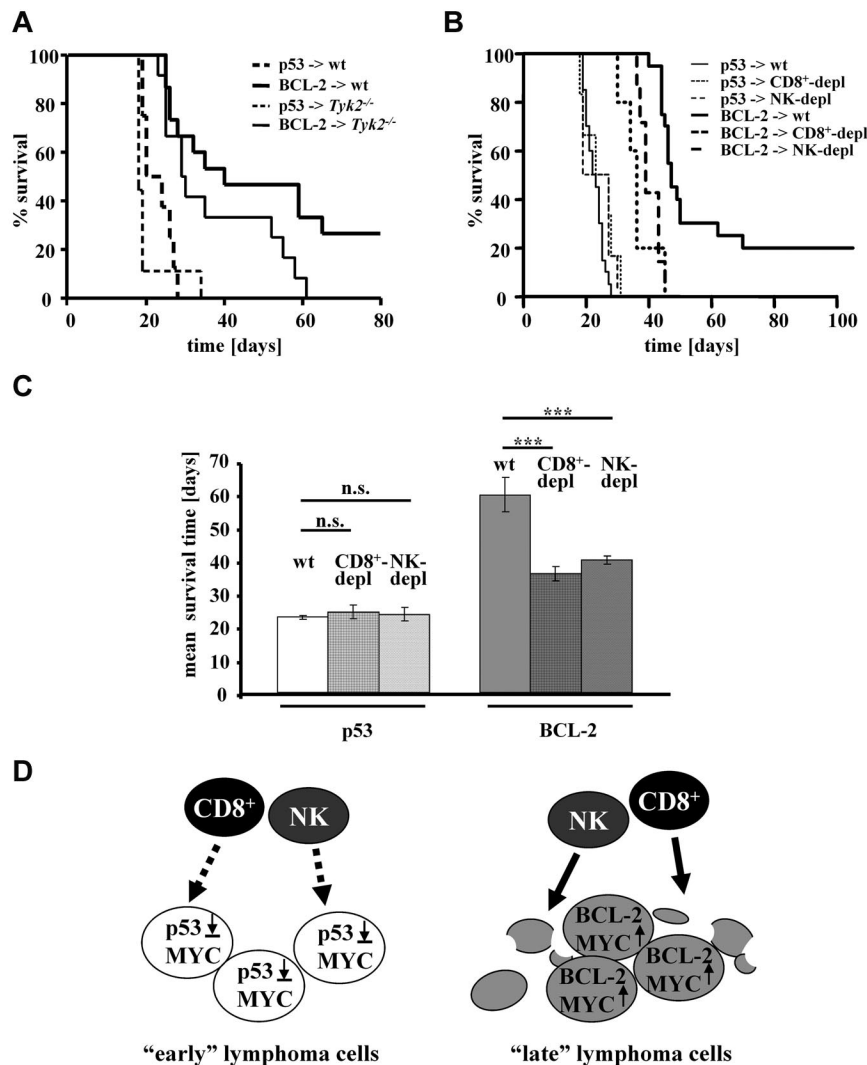 A
% survival
100
80
60
40
20
0
0 20 40 60 80
time [days]
p53 -> wt
BCL-2 -> wt
p53 -> Tyk2-/-
BCL-2 -> Tyk2-/-
B
% survival
100
80
60
40
20
0
0 20 40 60 80 100
time [days]
p53 -> wt
p53 -> CD8+-depl
p53 -> NK-depl
BCL-2 -> wt
BCL-2 -> CD8+-depl
BCL-2 -> NK-depl
C
mean survival time [days]
70
60
50
40
30
20
10
0
n.s.
n.s.
wt CD8+- NK-
depl depl
***
***
wt CD8+- NK-
depl depl
p53 BCL-2
D
CD8+
NK
p53
MYC
p53
MYC
p53
MYC
“early” lymphoma cells
NK
CD8+
BCL-2
MYC
BCL-2
MYC
BCL-2
MYC
“late” lymphoma cells